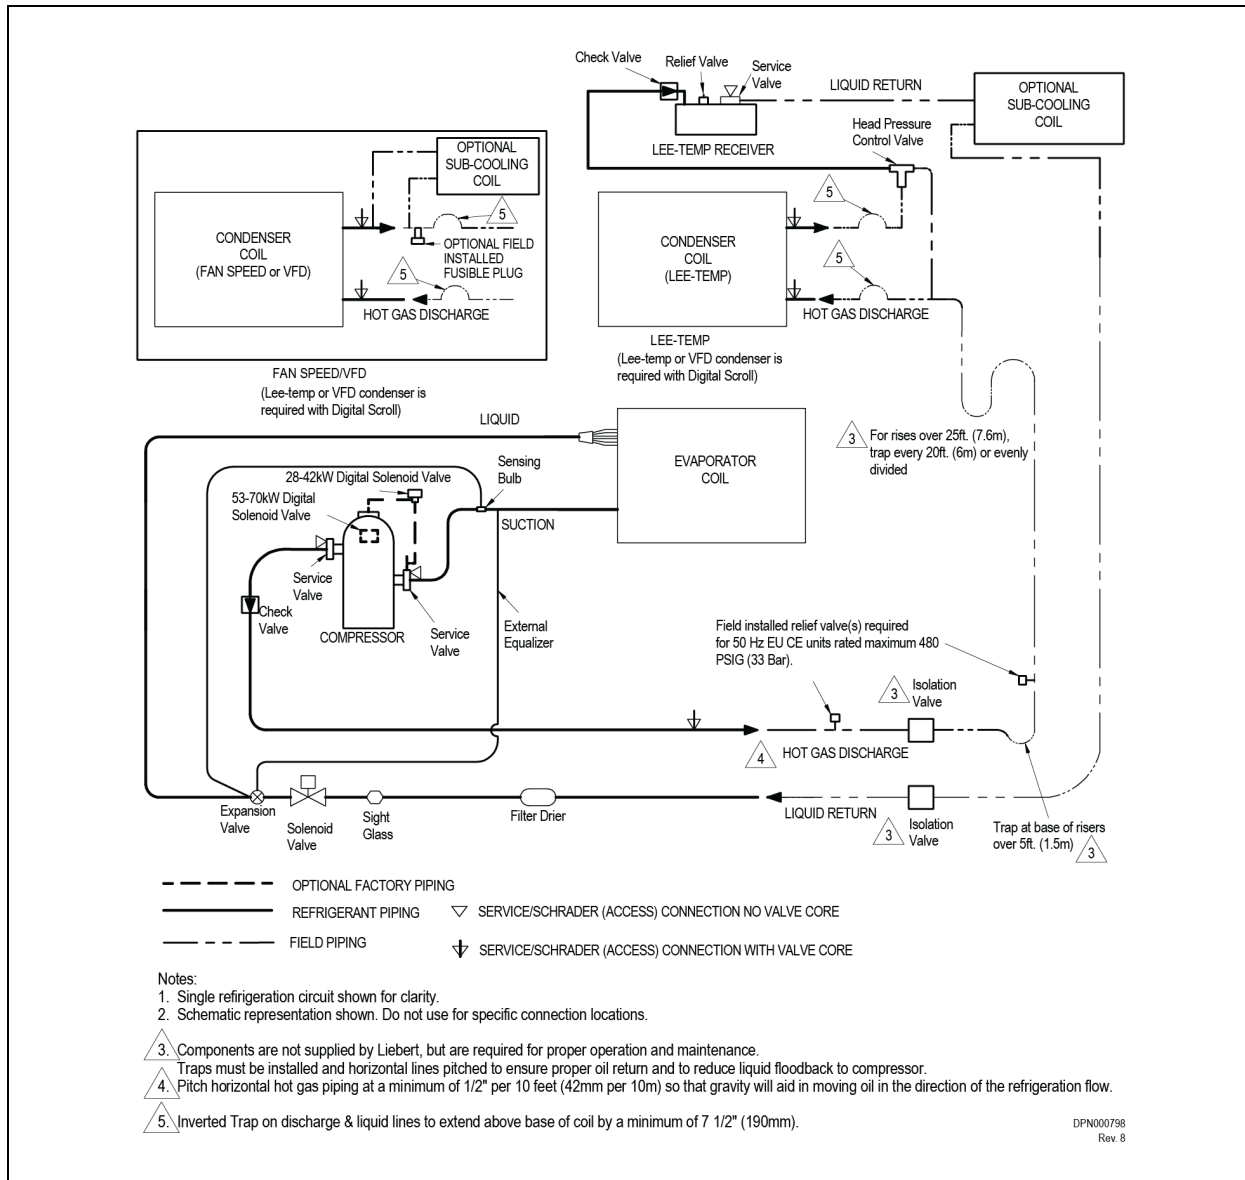 Check Valve
Relief Valve
Service
Valve
LIQUID RETURN
OPTIONAL
SUB-COOLING
COIL
LEE-TEMP RECEIVER
Head Pressure
Control Valve
OPTIONAL
SUB-COOLING
COIL
5
CONDENSER
COIL
(FAN SPEED or VFD)
OPTIONAL FIELD
INSTALLED
FUSIBLE PLUG
5
HOT GAS DISCHARGE
5
CONDENSER
COIL
(LEE-TEMP)
5
HOT GAS DISCHARGE
FAN SPEED/VFD
(Lee-temp or VFD condenser is
required with Digital Scroll)
LEE-TEMP
(Lee-temp or VFD condenser is
required with Digital Scroll)
LIQUID
3
For rises over 25ft. (7.6m),
trap every 20ft. (6m) or evenly
divided
EVAPORATOR
COIL
Sensing
Bulb
28-42kW Digital Solenoid Valve
53-70kW Digital
Solenoid Valve
SUCTION
Service
Valve
Check
Valve
COMPRESSOR
Service
Valve
External
Equalizer
Field installed relief valve(s) required
for 50 Hz EU CE units rated maximum 480
PSIG (33 Bar).
3
Isolation
Valve
4
HOT GAS DISCHARGE
Expansion
Valve
Solenoid
Valve
Sight
Glass
Filter Drier
LIQUID RETURN
3
Isolation
Valve
Trap at base of risers
over 5ft. (1.5m)
3
OPTIONAL FACTORY PIPING
REFRIGERANT PIPING
SERVICE/SCHRADER (ACCESS) CONNECTION NO VALVE CORE
FIELD PIPING
SERVICE/SCHRADER (ACCESS) CONNECTION WITH VALVE CORE
Notes:
1. Single refirigeration circuit shown for clarity.
2. Schematic representation shown. Do not use for specific connection locations.
3. Components are not supplied by Liebert, but are required for proper operation and maintenance.
Traps must be installed and horizontal lines pitched to ensure proper oil return and to reduce liquid floodback to compressor.
4. Pitch horizontal hot gas piping at a minimum of 1/2" per 10 feet (42mm per 10m) so that gravity will aid in moving oil in the direction of the refrigeration flow.
5. Inverted Trap on discharge & liquid lines to extend above base of coil by a minimum of 7 1/2" (190mm).
DPN000798
Rev. 8